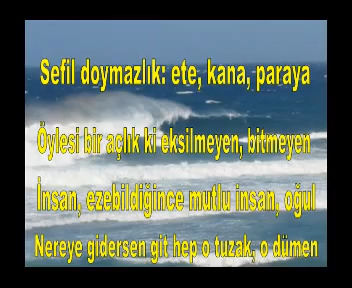 Sefil doymazlık: ete, kana, paraya
Öylesi bir açlık ki eksilmeyen, bitmeyen
İnsan, ezebildiğince mutlu insan, oğul
Nereye gidersen git hep o tuzak, o dümen